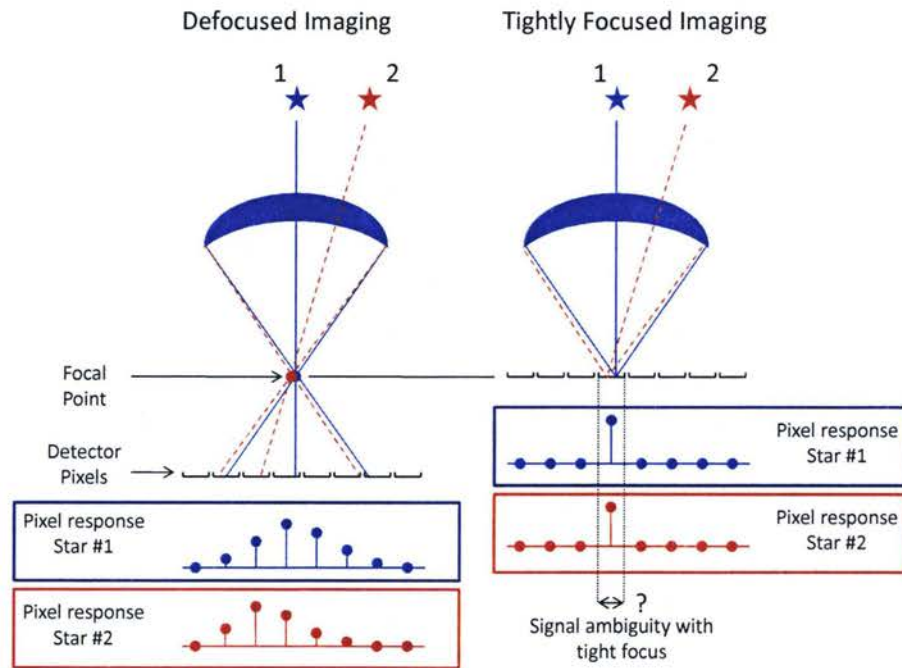 Defocused Imaging
Tightly Focused Imaging
1
2
1
2
Focal
Point
Detector
Pixels
Pixel response
Star #1
Pixel response
Star #2
Pixel response
Star #1
Pixel response
Star #2
?
Signal ambiguity with
tight focus